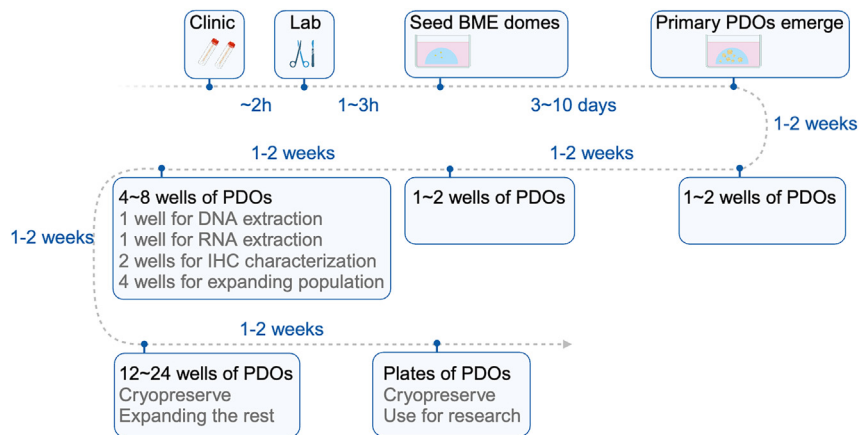 Clinic
Lab
Seed BME domes
Primary PDOs emerge
~2h
1~3h
3~10 days
1-2 weeks
1-2 weeks
1-2 weeks
1~2 wells of PDOs
1~2 wells of PDOs
4~8 wells of PDOs
1 well for DNA extraction
1 well for RNA extraction
2 wells for IHC characterization
4 wells for expanding population
1-2 weeks
1-2 weeks
12~24 wells of PDOs
Cryopreserve
Expanding the rest
Plates of PDOs
Cryopreserve
Use for research